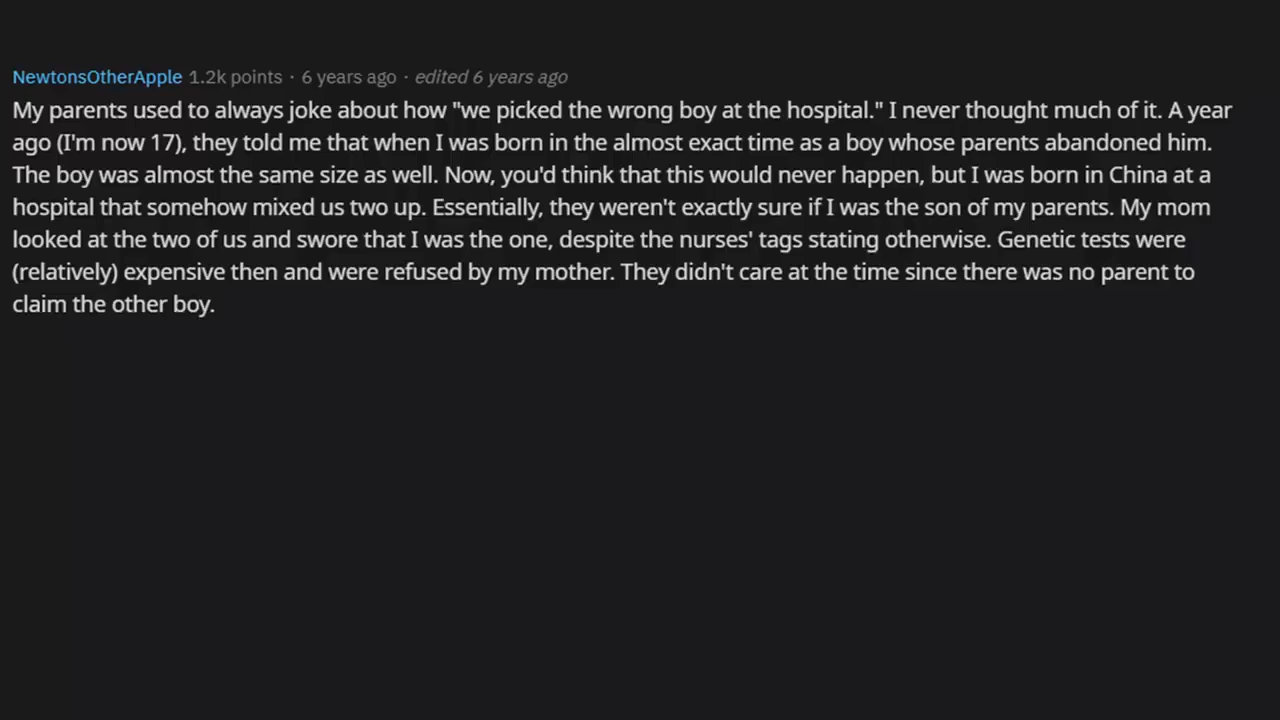 NewtonsOtherApple 1.2k points · 6 years ago · edited 6 years ago
My parents used to always joke about how "we picked the wrong boy at the hospital." I never thought much of it. A year
ago (I'm now 17), they told me that when I was born in the almost exact time as a boy whose parents abandoned him.
The boy was almost the same size as well. Now, you'd think that this would never happen, but I was born in China at a
hospital that somehow mixed us two up. Essentially, they weren't exactly sure if I was the son of my parents. My mom
looked at the two of us and swore that I was the one, despite the nurses' tags stating otherwise. Genetic tests were
(relatively) expensive then and were refused by my mother. They didn't care at the time since there was no parent to
claim the other boy.